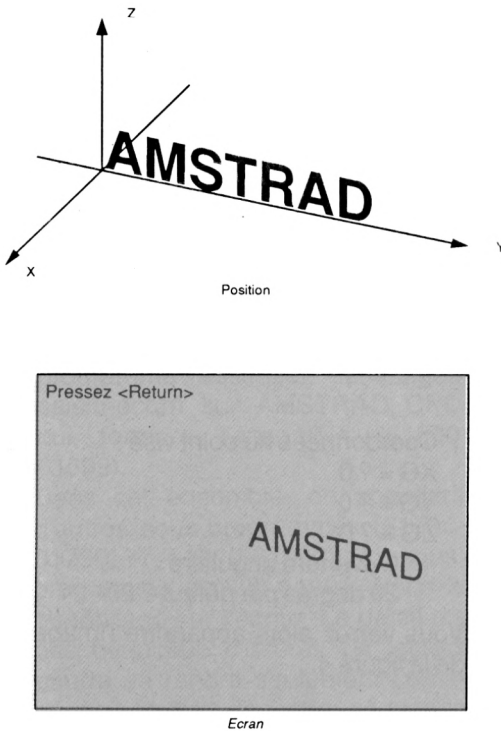 Z
AMSTRAD
Y
X
Position
Pressez <Return>
AMSTRAD
Ecran